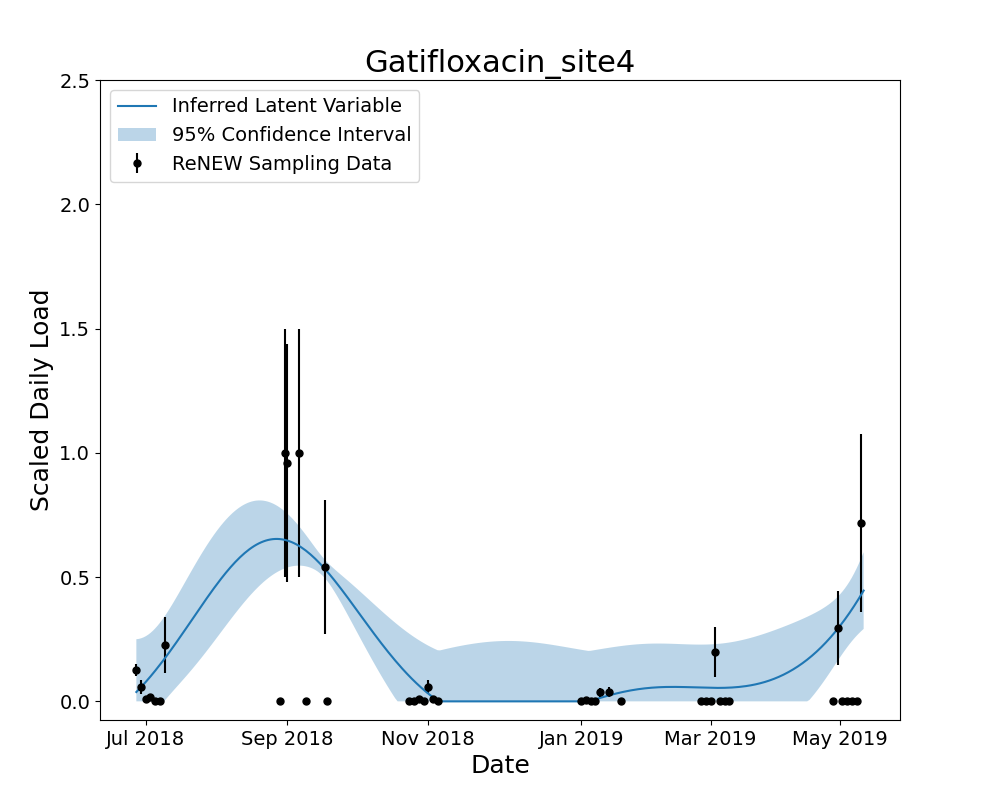 Gatifloxacin_site4
2.5
Inferred Latent Variable
95% Confidence Interval
ReNEW Sampling Data
2.0
1.5
1.0
0.5
0.0
Scaled Daily Load
Jul 2018 Sep 2018 Nov 2018 Jan 2019 Mar 2019 May 2019
Date